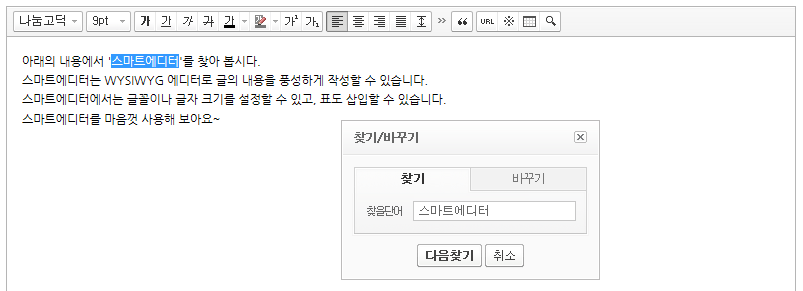 나눔고딕 9pt 가 가 가 가 가 가¹ 가₁ URL
아래의 내용에서 '스마트에디터'를 찾아 봅시다.
스마트에디터는 WYSIWYG 에디터로 글의 내용을 풍성하게 작성할 수 있습니다.
스마트에디터에서는 글꼴이나 글자 크기를 설정할 수 있고, 표도 삽입할 수 있습니다.
스마트에디터를 마음껏 사용해 보아요~
찾기/바꾸기
찾기 바꾸기
찾을단어 스마트에디터
다음찾기 취소